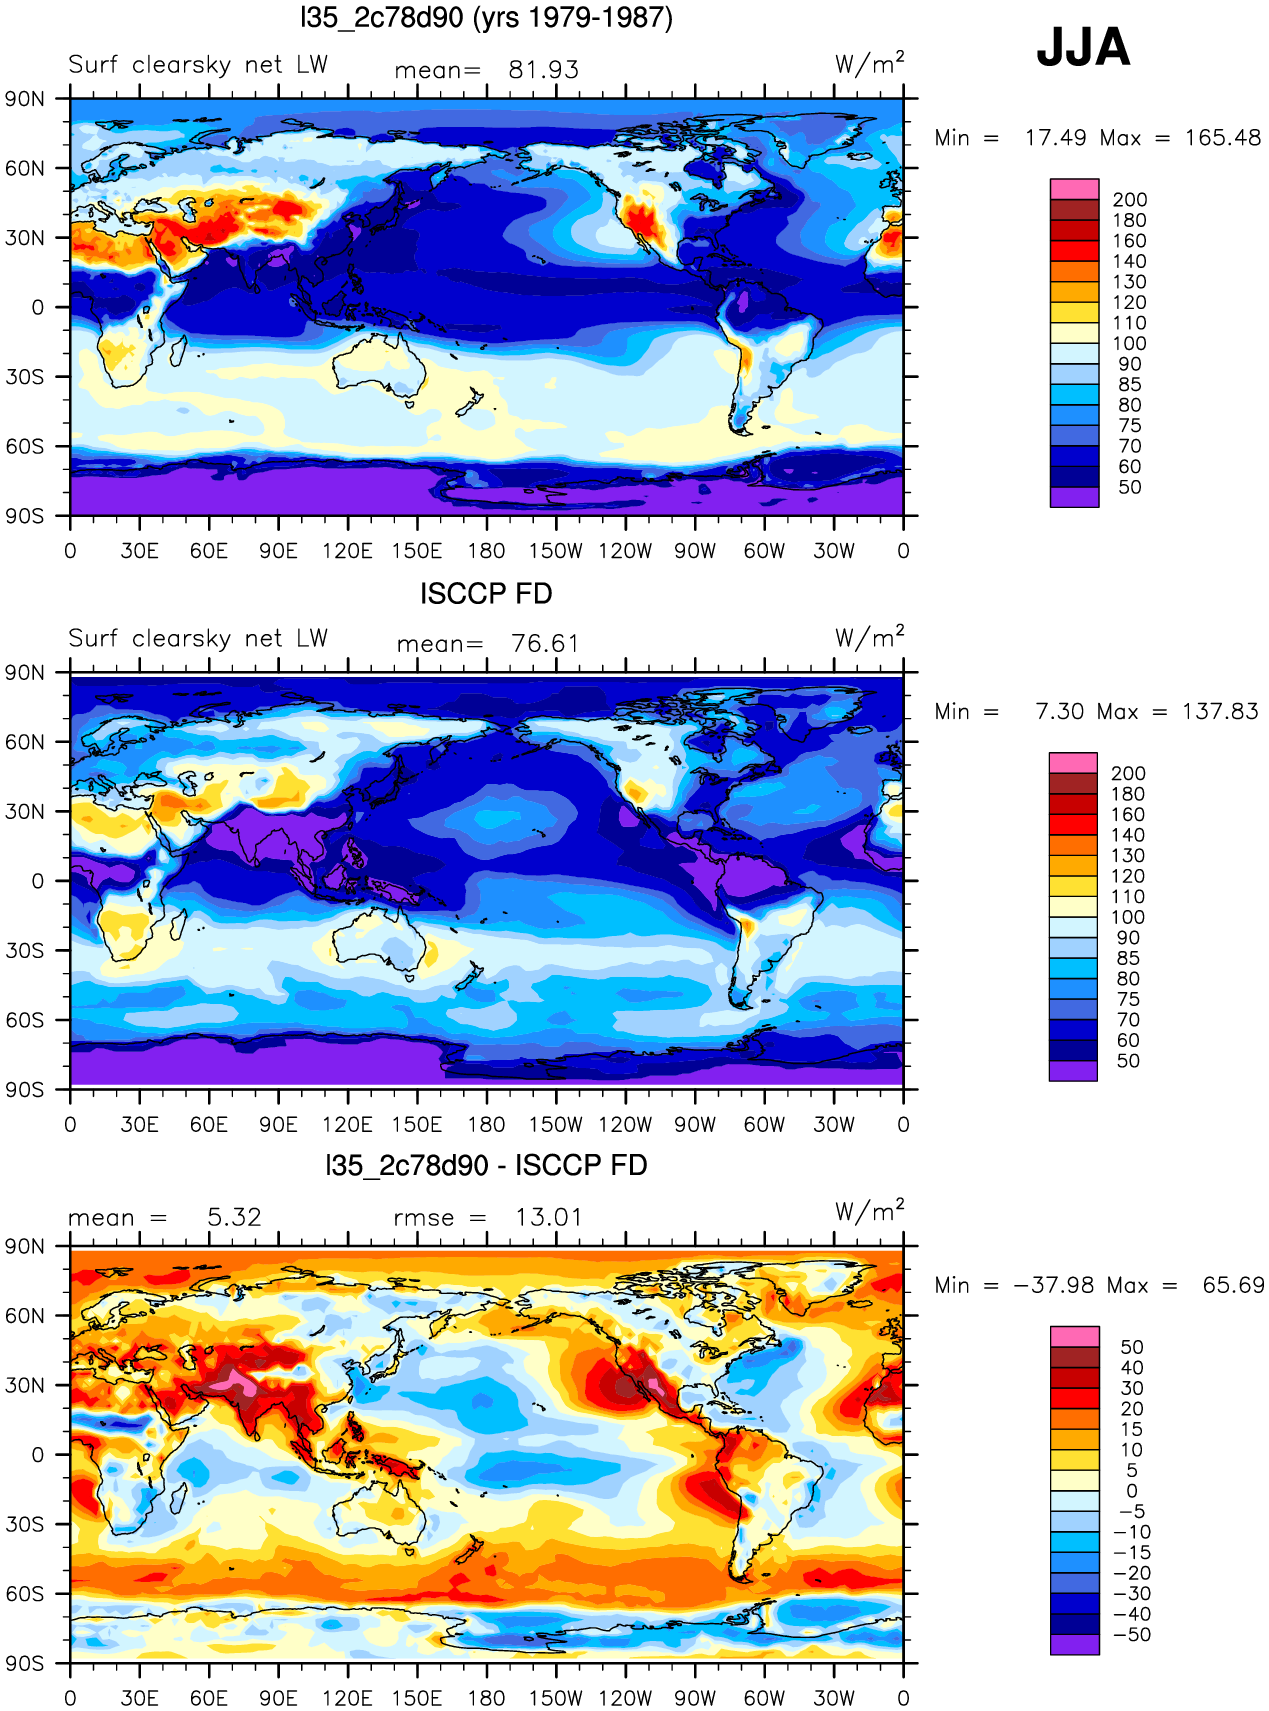 l35_2c78d90 (yrs 1979-1987)
JJA
Surf clearsky net LW mean= 81.93 W/m²
Min = 17.49 Max = 165.48
90N
60N
30N
0
30S
60S
90S
0 30E 60E 90E 120E 150E 180 150W 120W 90W 60W 30W 0
200
180
160
140
130
120
110
100
90
85
80
75
70
60
50
ISCCP FD
Surf clearsky net LW mean= 76.61 W/m²
Min = 7.30 Max = 137.83
90N
60N
30N
0
30S
60S
90S
0 30E 60E 90E 120E 150E 180 150W 120W 90W 60W 30W 0
200
180
160
140
130
120
110
100
90
85
80
75
70
60
50
l35_2c78d90 - ISCCP FD
mean = 5.32 rmse = 13.01 W/m²
Min = −37.98 Max = 65.69
90N
60N
30N
0
30S
60S
90S
0 30E 60E 90E 120E 150E 180 150W 120W 90W 60W 30W 0
50
40
30
20
15
10
5
0
−5
−10
−15
−20
−30
−40
−50